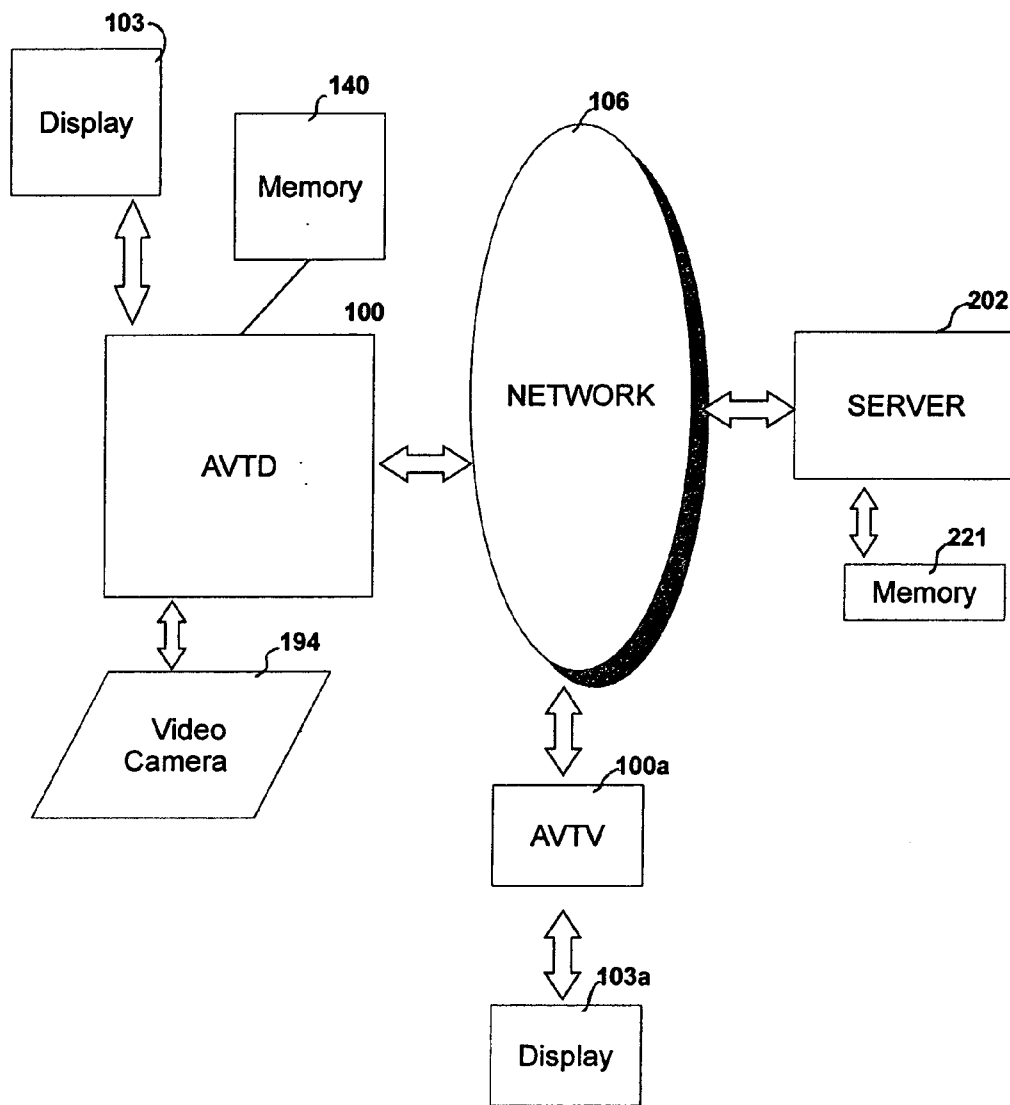 103
Display
140
Memory
106
100
AVTD
NETWORK
202
SERVER
221
Memory
194
Video
Camera
100a
AVTV
103a
Display